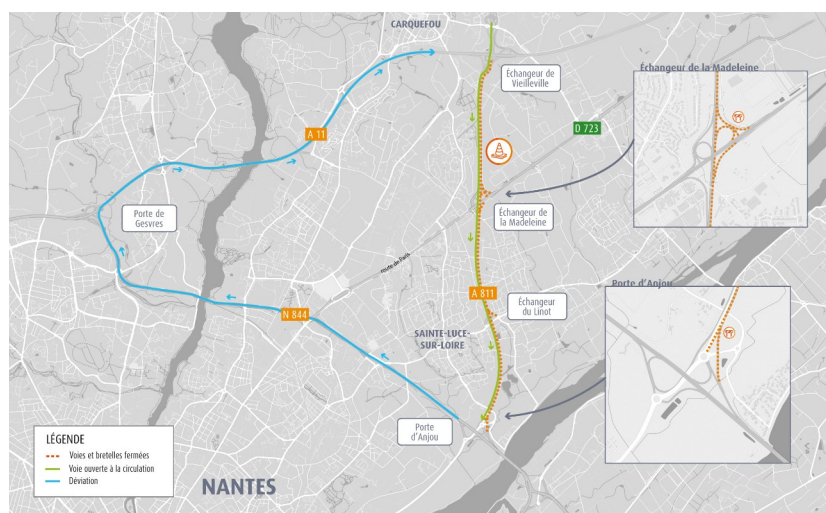 CARQUEFOU
Échangeur de
Vieilleville
Échangeur de la Madeleine
A 11
D 723
Porte de
Gesvres
Échangeur de
la Madeleine
route de Paris
A 811
Porte d'Anjou
Échangeur
du Linot
N 844
SAINTE-LUCE-
SUR-LOIRE
Porte
d'Anjou
LÉGENDE
Voies et bretelles fermées
Voie ouverte à la circulation
Déviation
NANTES